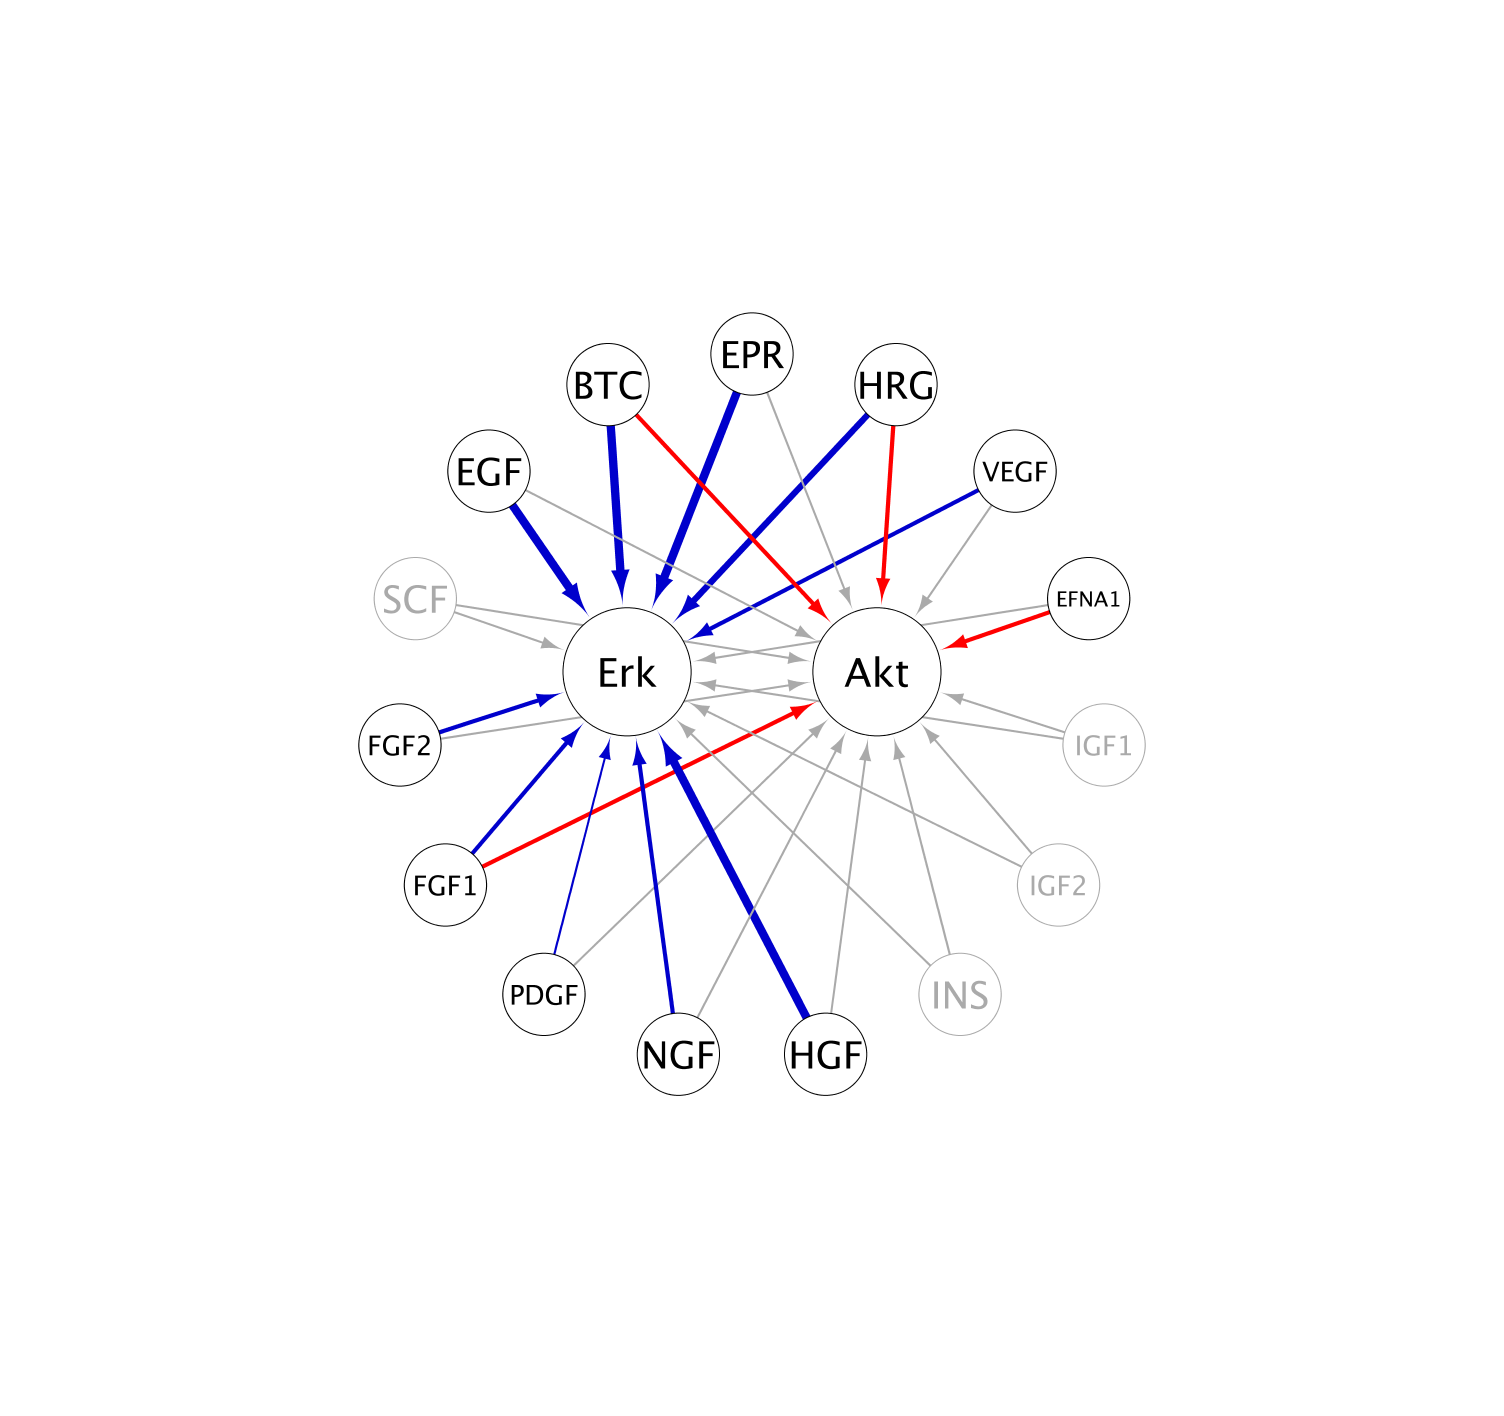 EPR
BTC
HRG
EGF
VEGF
SCF
EFNA1
Erk
Akt
FGF2
IGF1
FGF1
IGF2
PDGF
INS
NGF
HGF